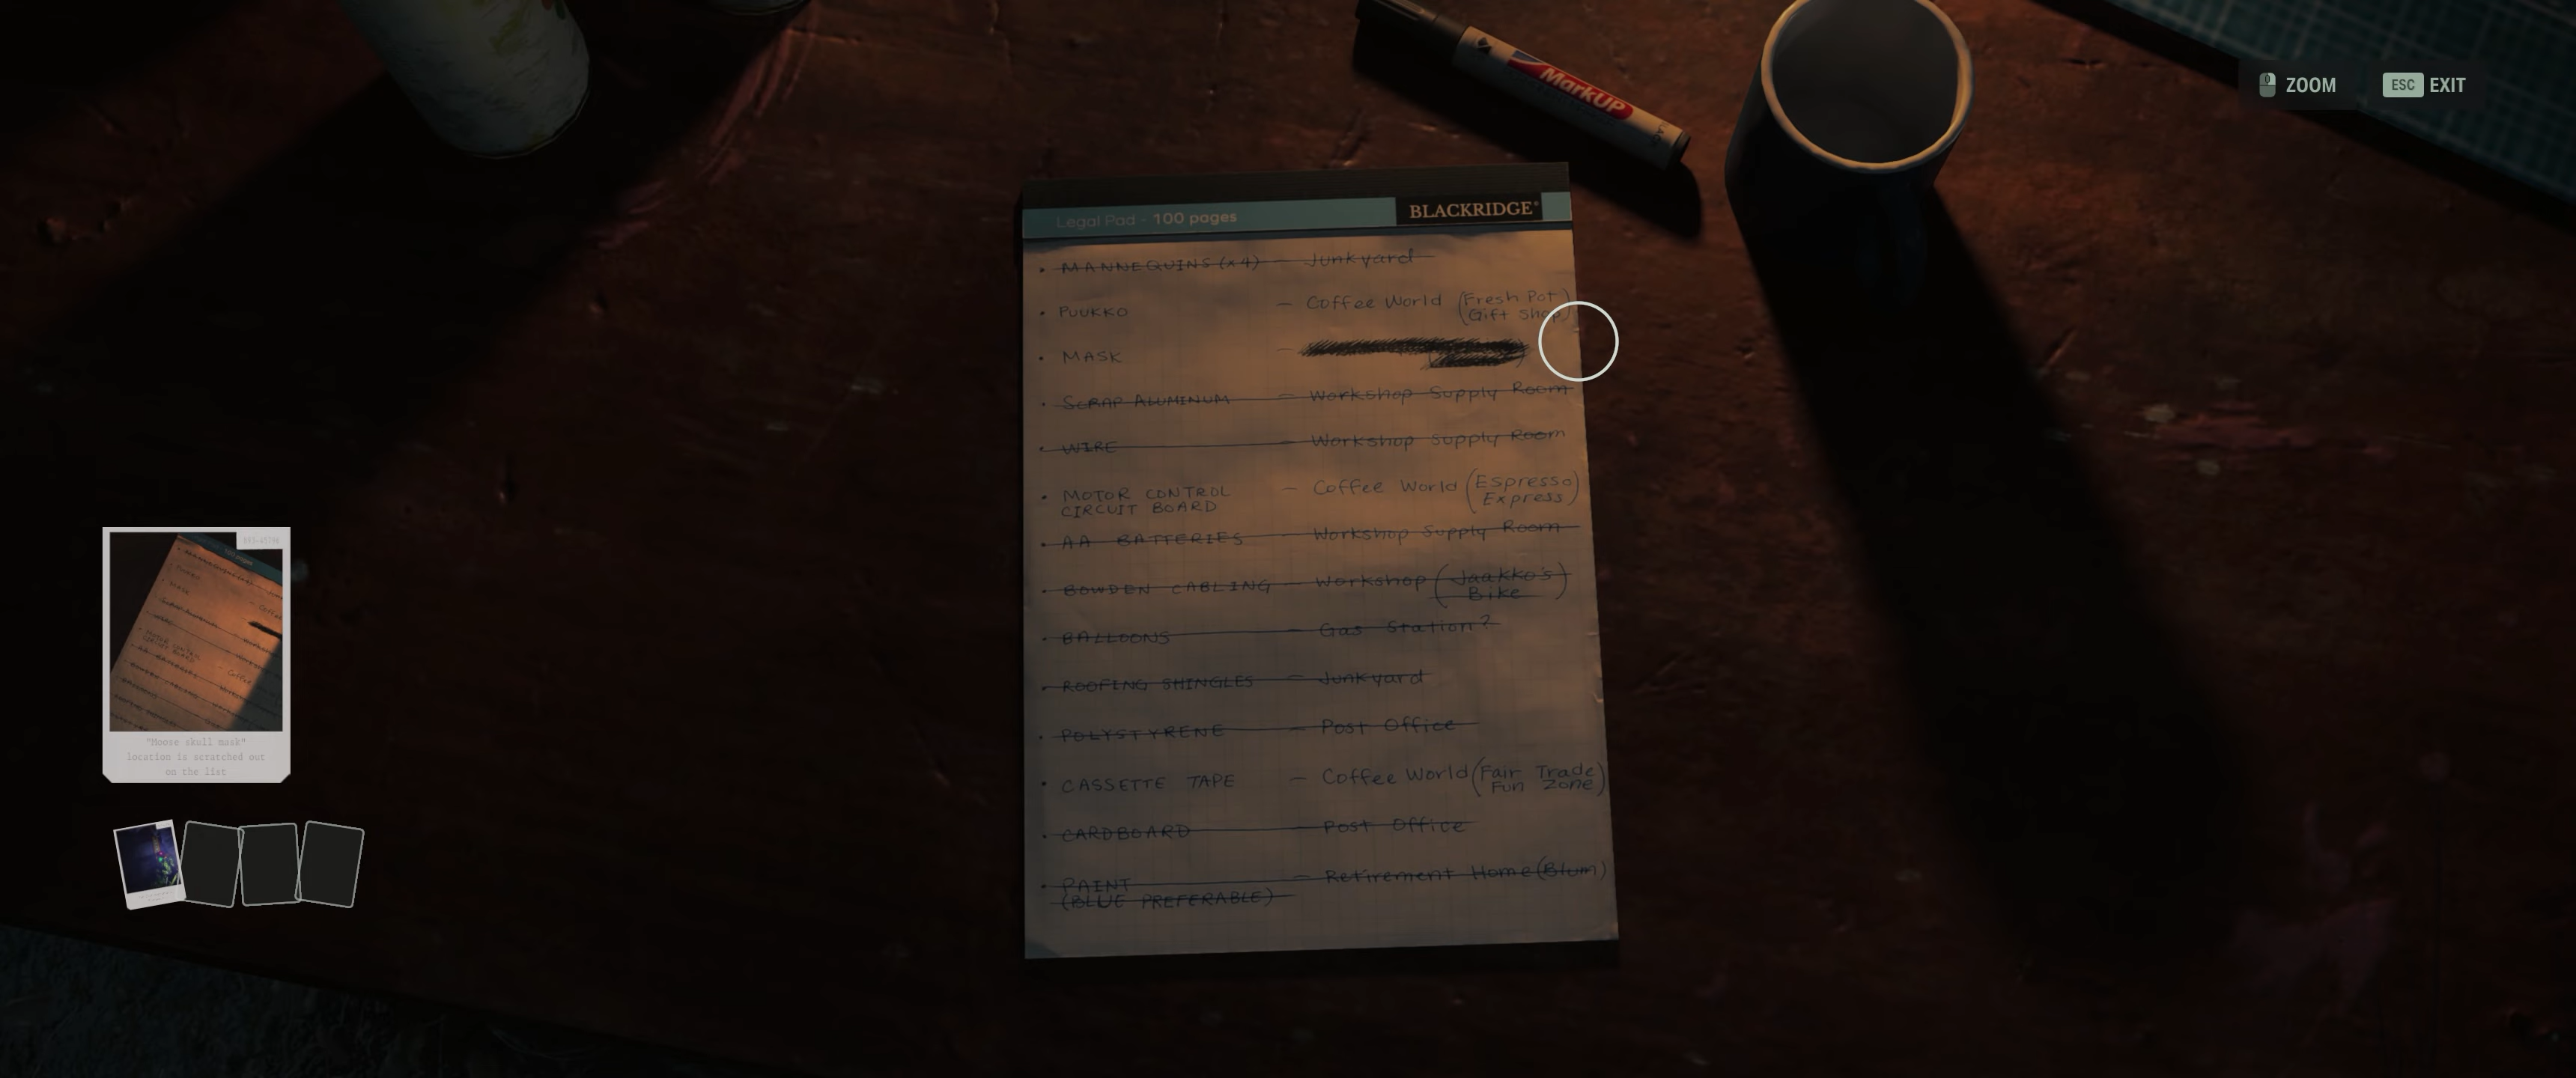 ZOOM
ESC EXIT
MarkUP
Legal Pad - 100 pages
BLACKRIDGE®
• MANNEQUINS (x4) — Junkyard
• PUUKKO — Coffee World (Fresh Pot
Gift Shop)
• MASK —
• SCRAP ALUMINUM — Workshop Supply Room
• WIRE — Workshop Supply Room
• MOTOR CONTROL — Coffee World (Espresso
CIRCUIT BOARD Express)
• AA BATTERIES — Workshop Supply Room
• BOWDEN CABLING — Workshop (Jaakko's
Bike)
• BALLOONS — Gas Station?
• ROOFING SHINGLES — Junkyard
• POLYSTYRENE — Post Office
• CASSETTE TAPE — Coffee World (Fair Trade
Fun Zone)
• CARDBOARD — Post Office
• PAINT — Retirement Home (Blum)
(BLUE PREFERABLE)
"Moose skull mask"
location is scratched out
on the list